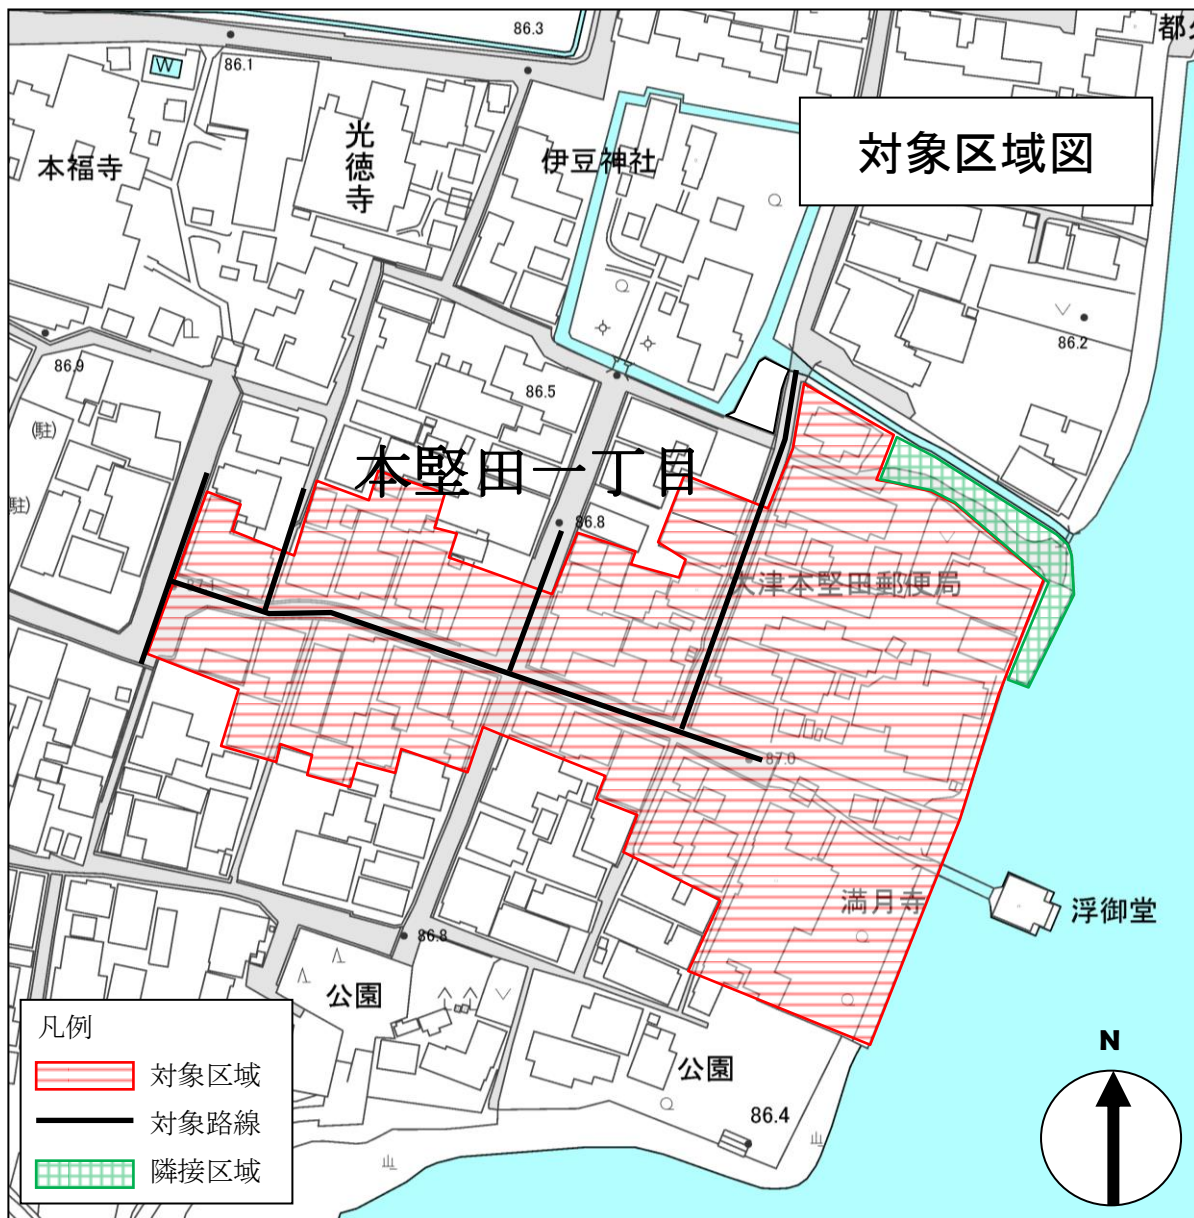 86.3
都
86.1
W
光徳寺
本福寺
伊豆神社
対象区域図
86.2
86.9
86.5
(駐)
本堅田一丁目
(駐)
86.8
87.1
大津本堅田郵便局
87.0
満月寺
浮御堂
86.8
公園
公園
86.4
凡例
対象区域
対象路線
隣接区域
N